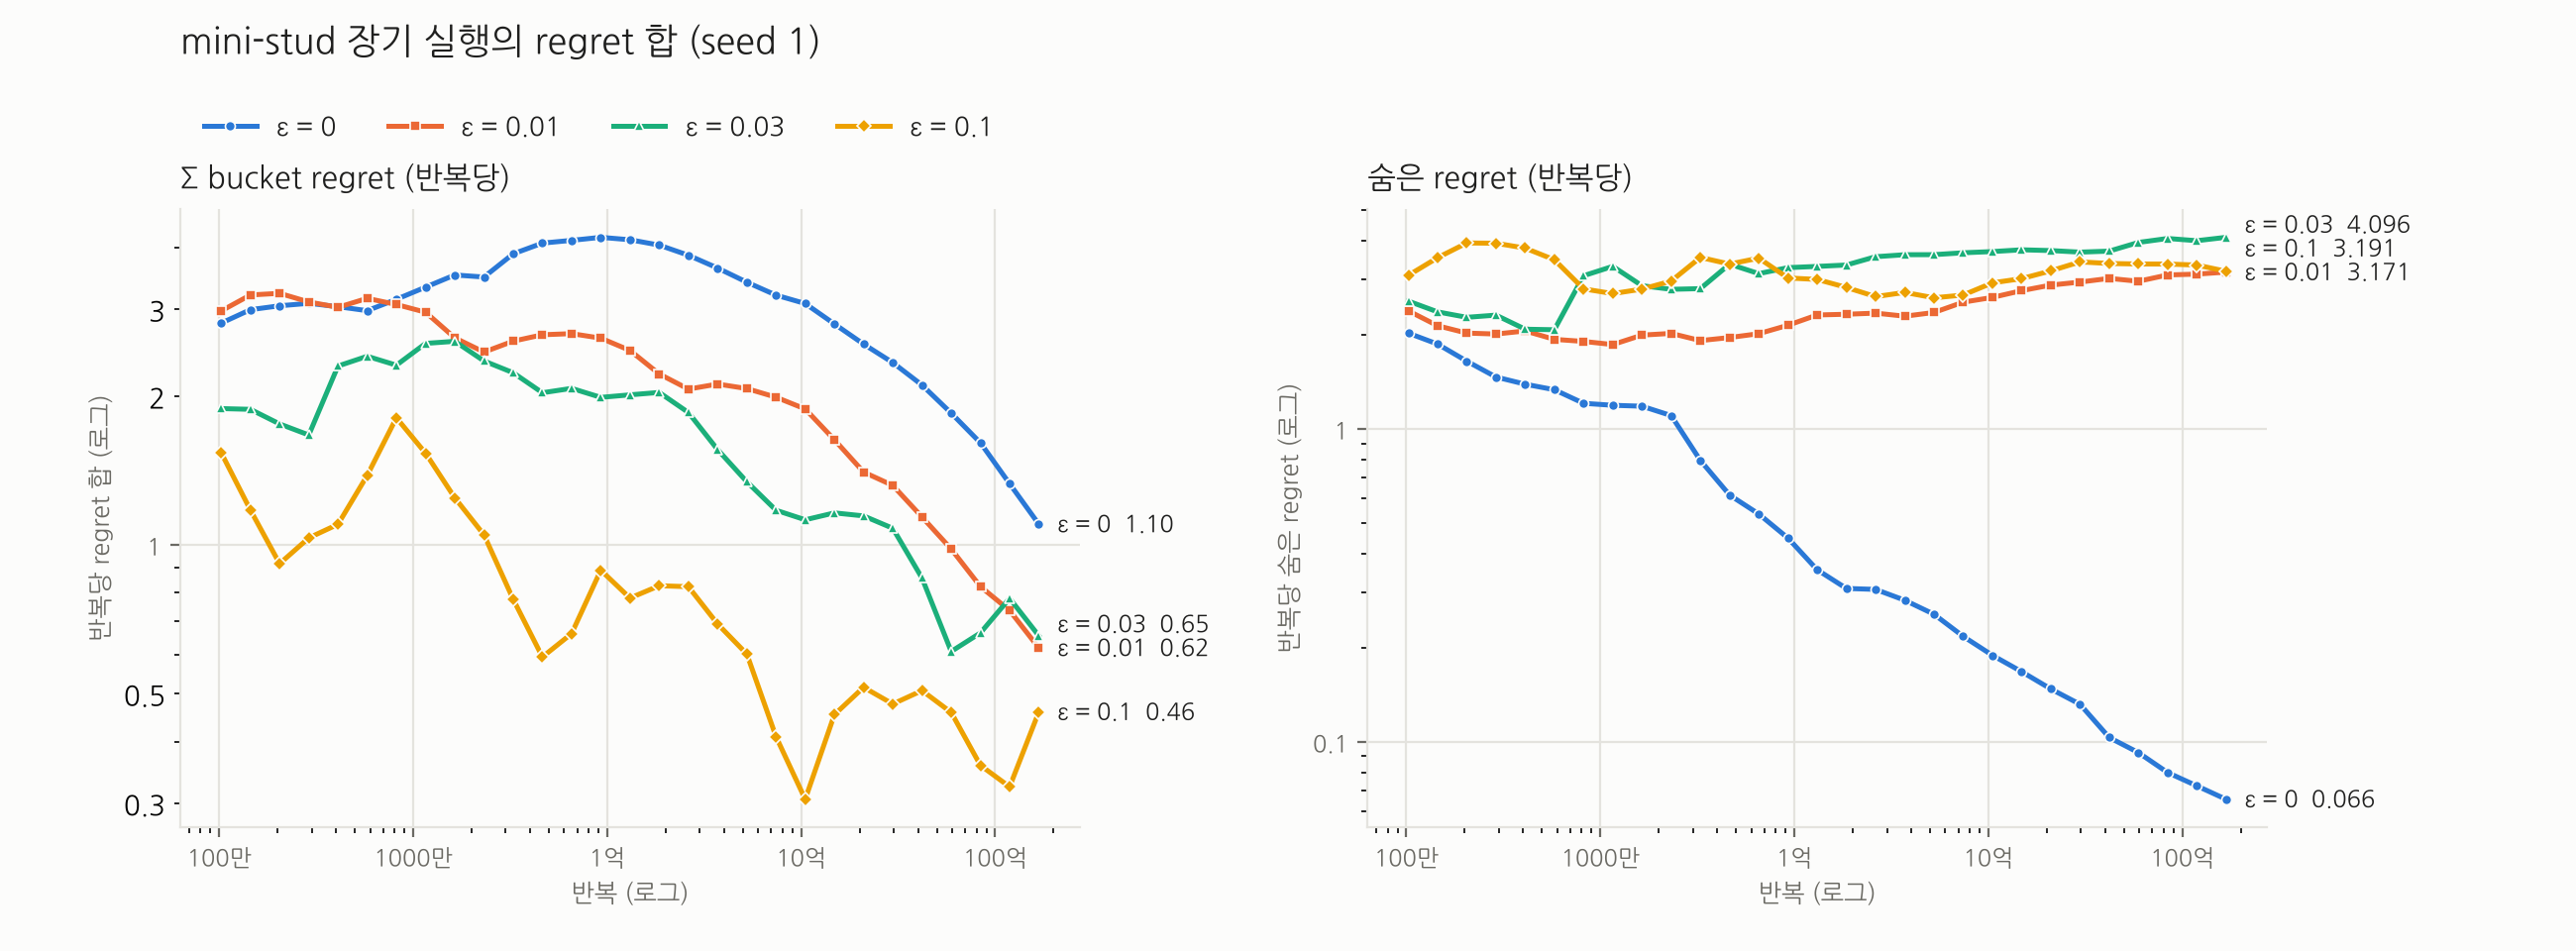 mini-stud 장기 실행의 regret 합 (seed 1)
ε = 0
ε = 0.01
ε = 0.03
ε = 0.1
Σ bucket regret (반복당)
반복당 regret 합 (로그)
3
2
1
0.5
0.3
100만
1000만
1억
10억
100억
반복 (로그)
ε = 0 1.10
ε = 0.03 0.65
ε = 0.01 0.62
ε = 0.1 0.46
숨은 regret (반복당)
반복당 숨은 regret (로그)
1
0.1
100만
1000만
1억
10억
100억
반복 (로그)
ε = 0.03 4.096
ε = 0.1 3.191
ε = 0.01 3.171
ε = 0 0.066